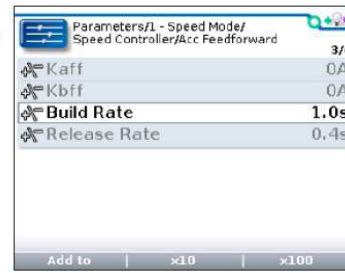 Parameters/1 - Speed Mode/
Speed Controller/Acc Feedforward
3/
Kaff 0A
Kbff 0A
Build Rate 1.0s
Release Rate 0.4s
Add to | x10 | x100